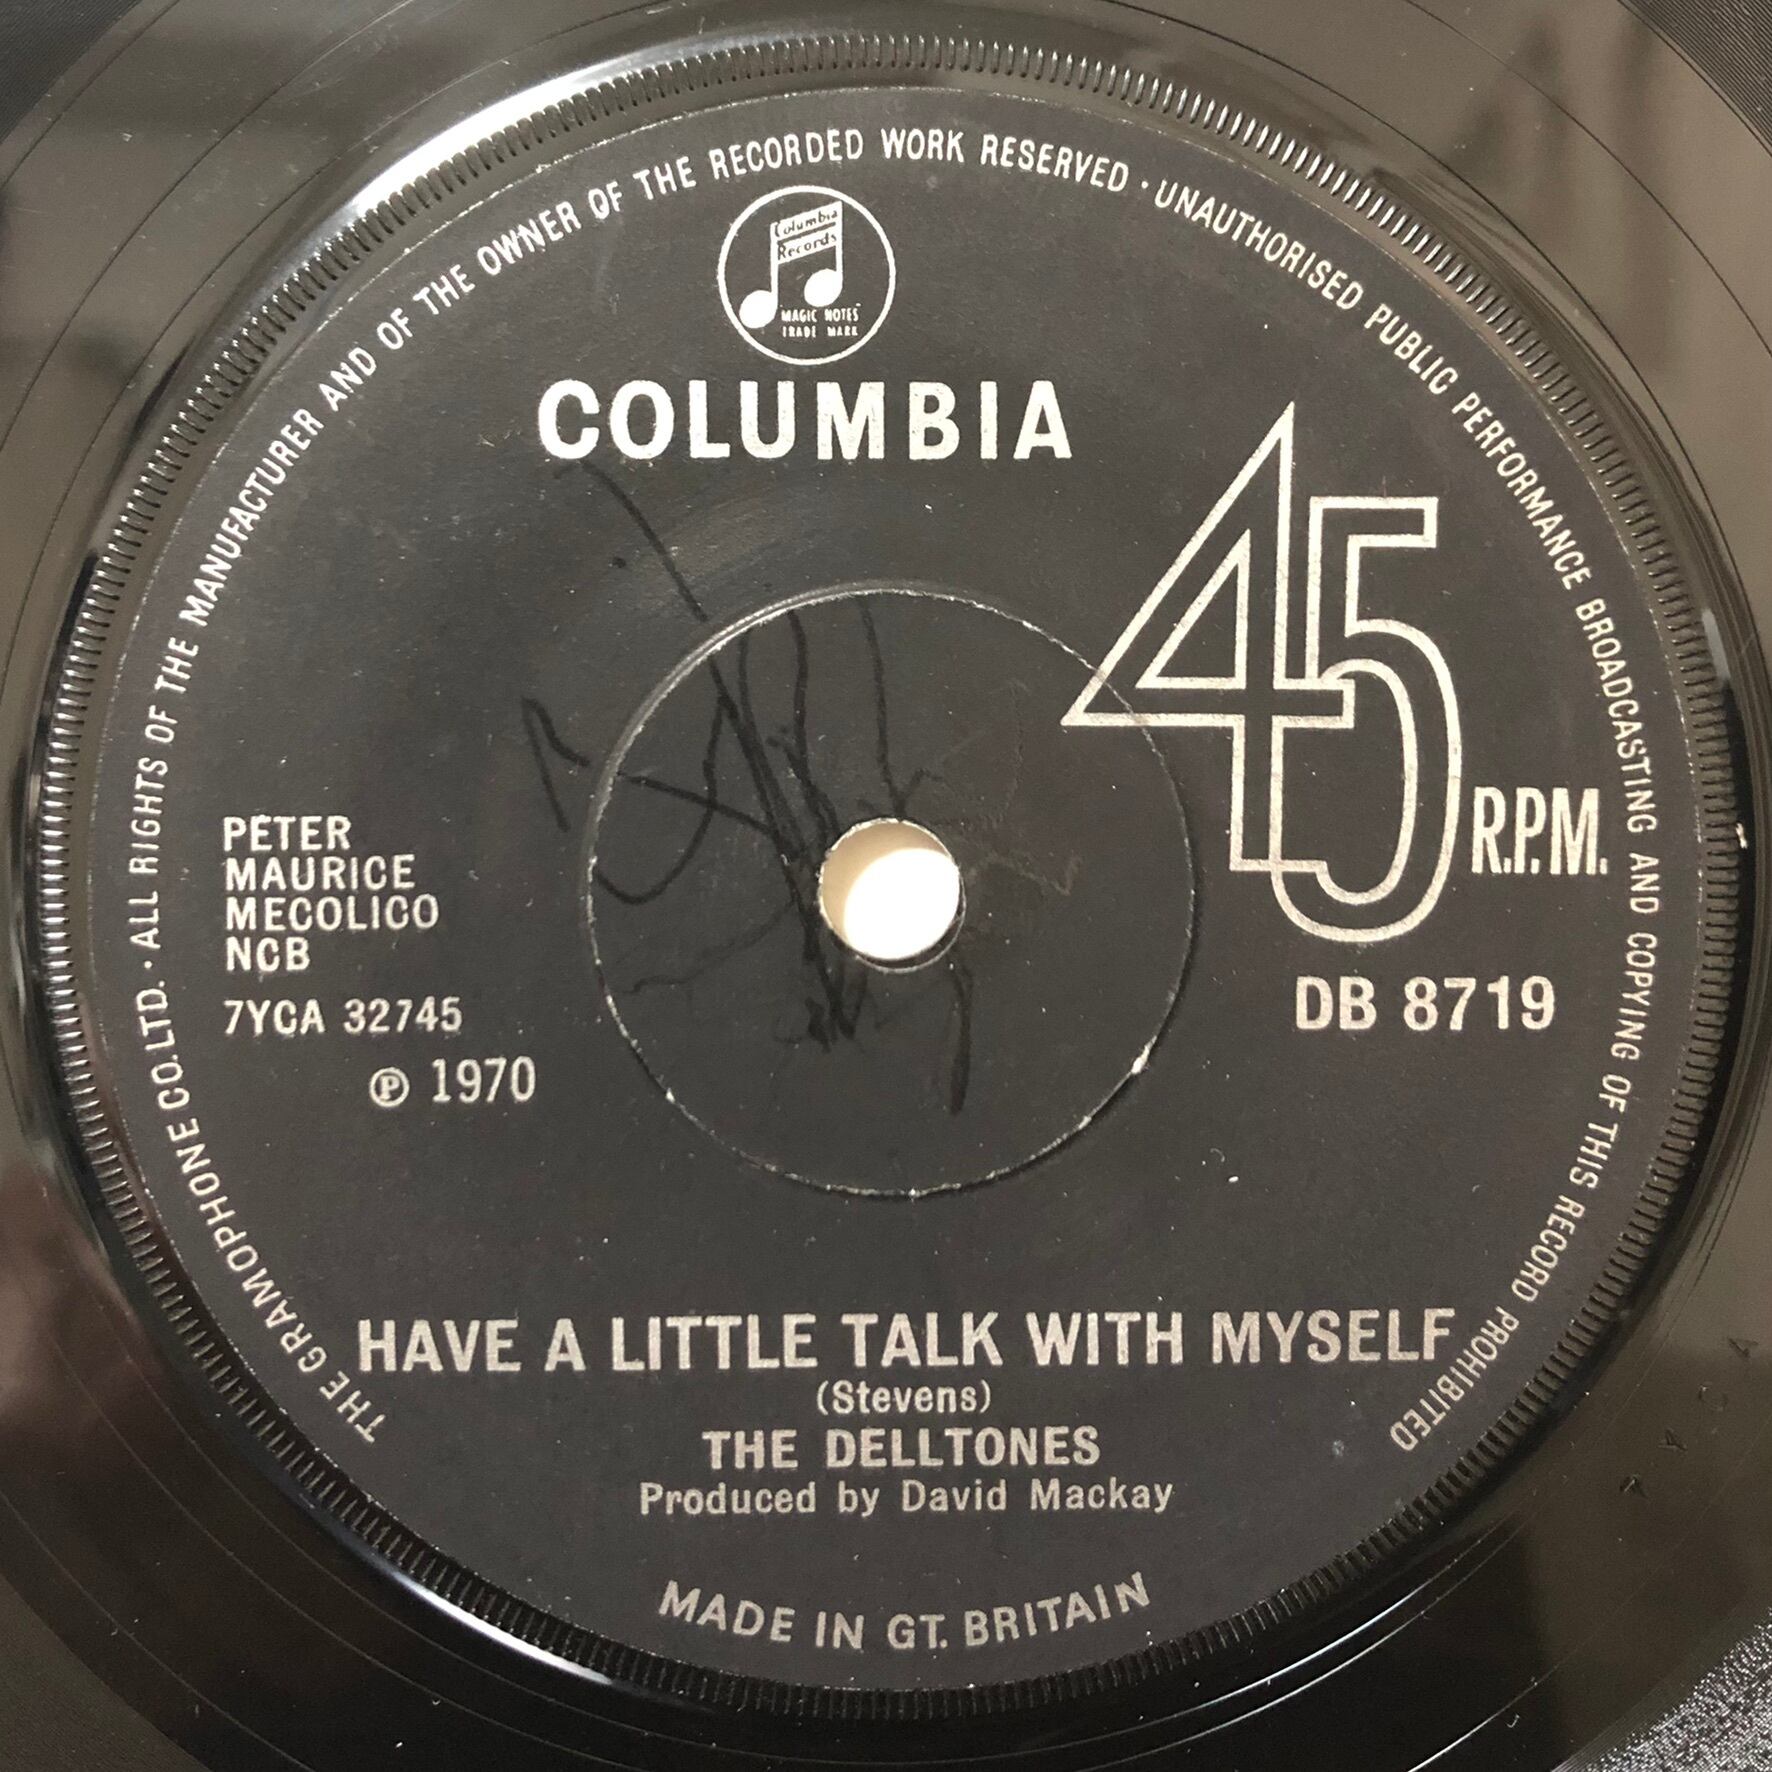 THE GRAMOPHONE CO. LTD. · ALL RIGHTS OF THE MANUFACTURER AND OF THE OWNER OF THE RECORDED WORK RESERVED · UNAUTHORISED PUBLIC PERFORMANCE BROADCASTING AND COPYING OF THIS RECORD PROHIBITED
Columbia
Records
MAGIC NOTES
TRADE MARK
COLUMBIA
45 R.P.M.
PETER
MAURICE
MECOLICO
NCB
7YCA 32745
℗ 1970
DB 8719
HAVE A LITTLE TALK WITH MYSELF
(Stevens)
THE DELLTONES
Produced by David Mackay
MADE IN GT. BRITAIN